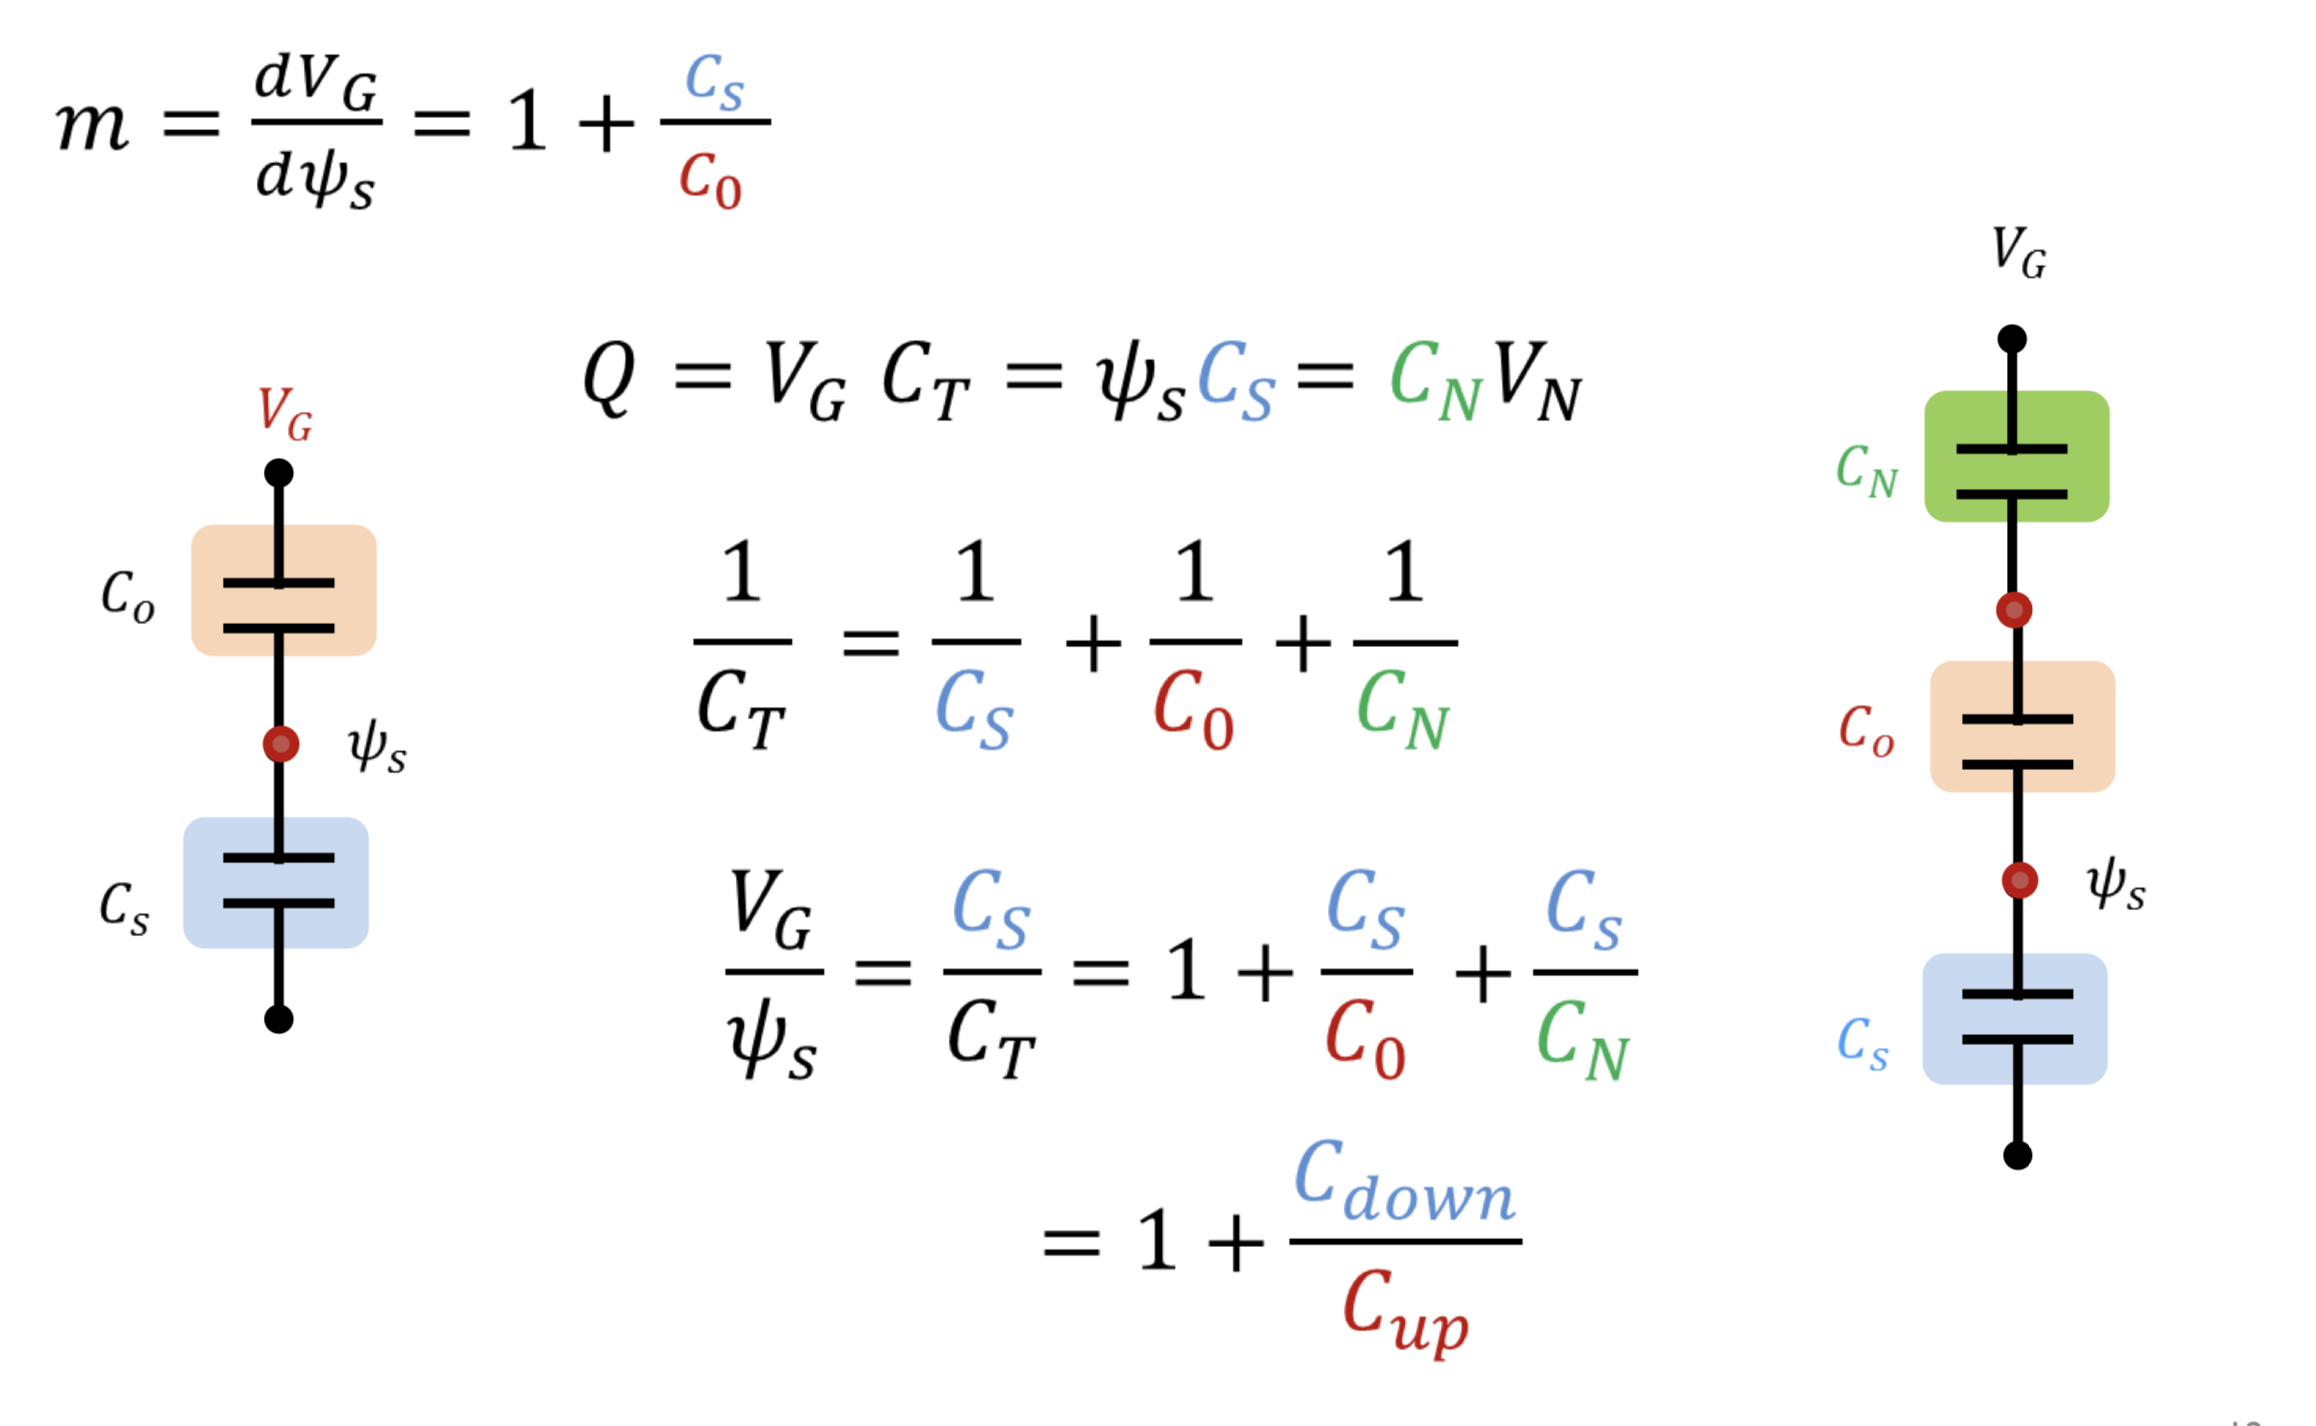 m = dV_G/dψ_s = 1 + C_s/C_0
Q = V_G C_T = ψ_s C_S = C_N V_N
1/C_T = 1/C_S + 1/C_0 + 1/C_N
V_G/ψ_s = C_S/C_T = 1 + C_S/C_0 + C_s/C_N
= 1 + C_down/C_up
V_G
C_o
ψ_s
C_s
V_G
C_N
C_o
ψ_s
C_s